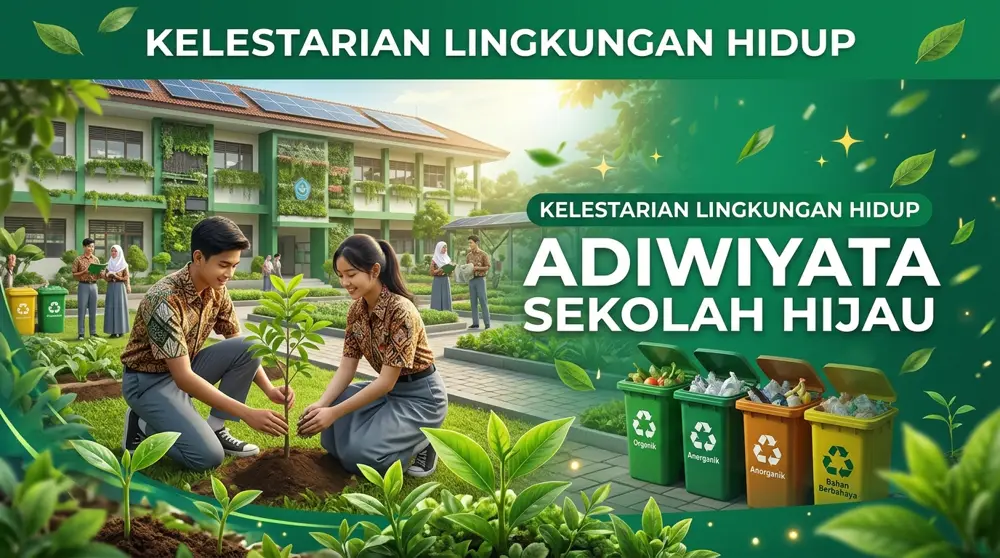 KELESTARIAN LINGKUNGAN HIDUP
KELESTARIAN LINGKUNGAN HIDUP
ADIWIYATA
SEKOLAH HIJAU
Organik
Anerganik
Anorganik
Bahan
Berbahaya